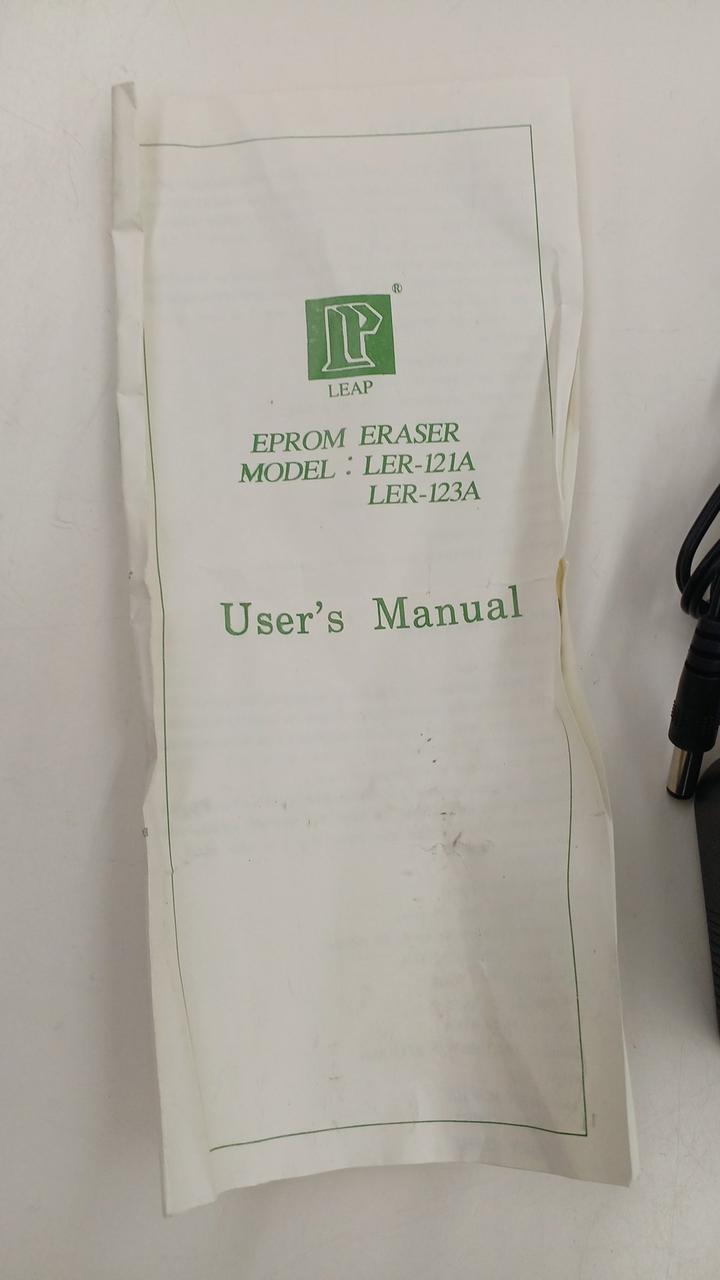 LP ®
LEAP
EPROM ERASER
MODEL : LER-121A
LER-123A
User's Manual